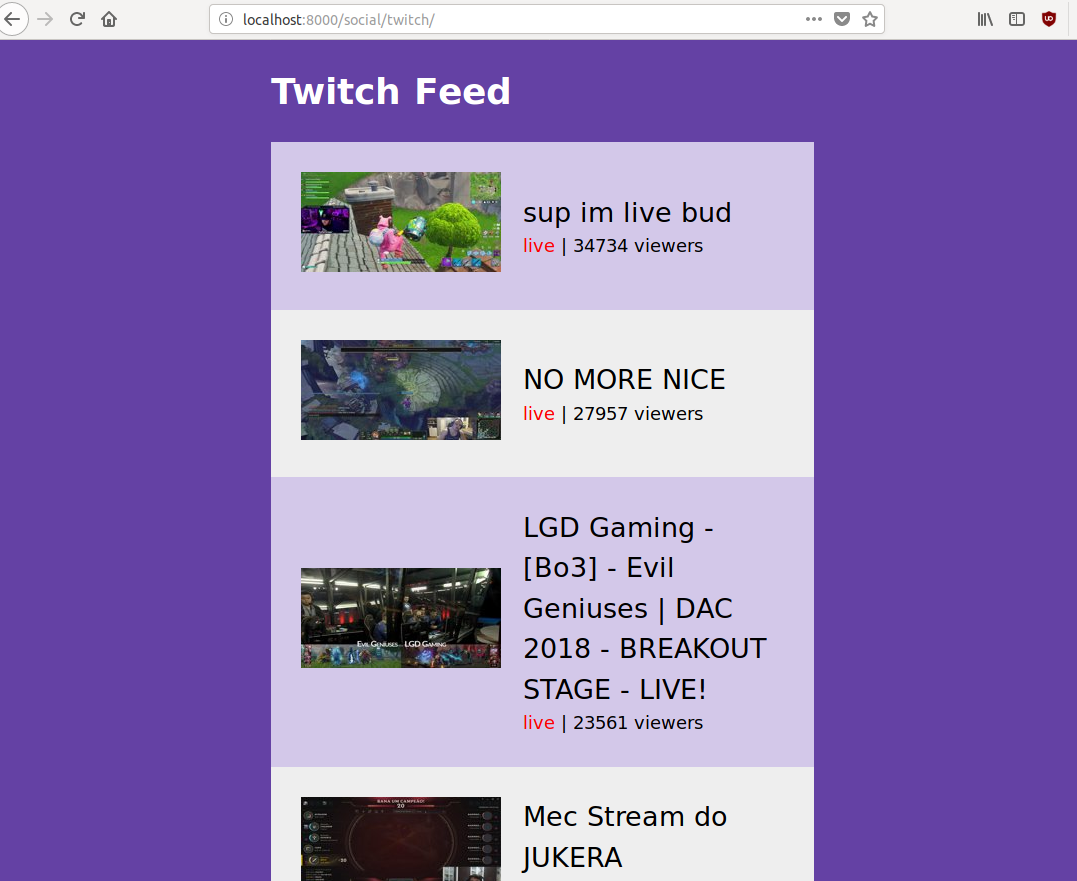 localhost:8000/social/twitch/
Twitch Feed
sup im live bud
live | 34734 viewers
NO MORE NICE
live | 27957 viewers
LGD Gaming -
[Bo3] - Evil
Geniuses | DAC
2018 - BREAKOUT
STAGE - LIVE!
EVIL GENIUSES LGD GAMING
live | 23561 viewers
Mec Stream do
JUKERA
BANA UM CAMPEÃO!
20